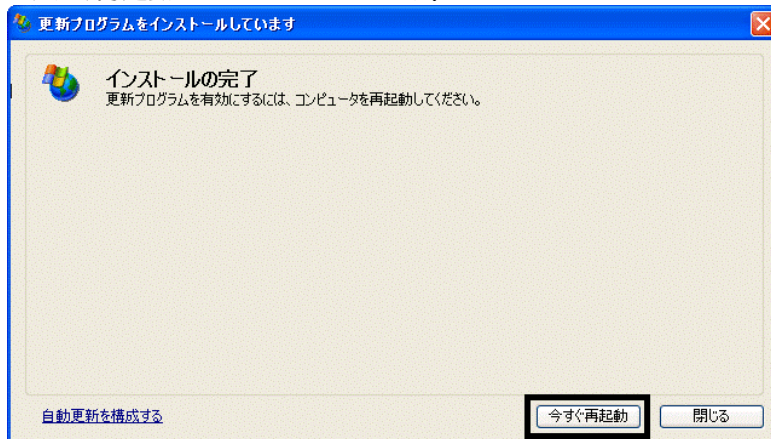 更新プログラムをインストールしています
インストールの完了
更新プログラムを有効にするには、コンピュータを再起動してください。
自動更新を構成する
今すぐ再起動
閉じる